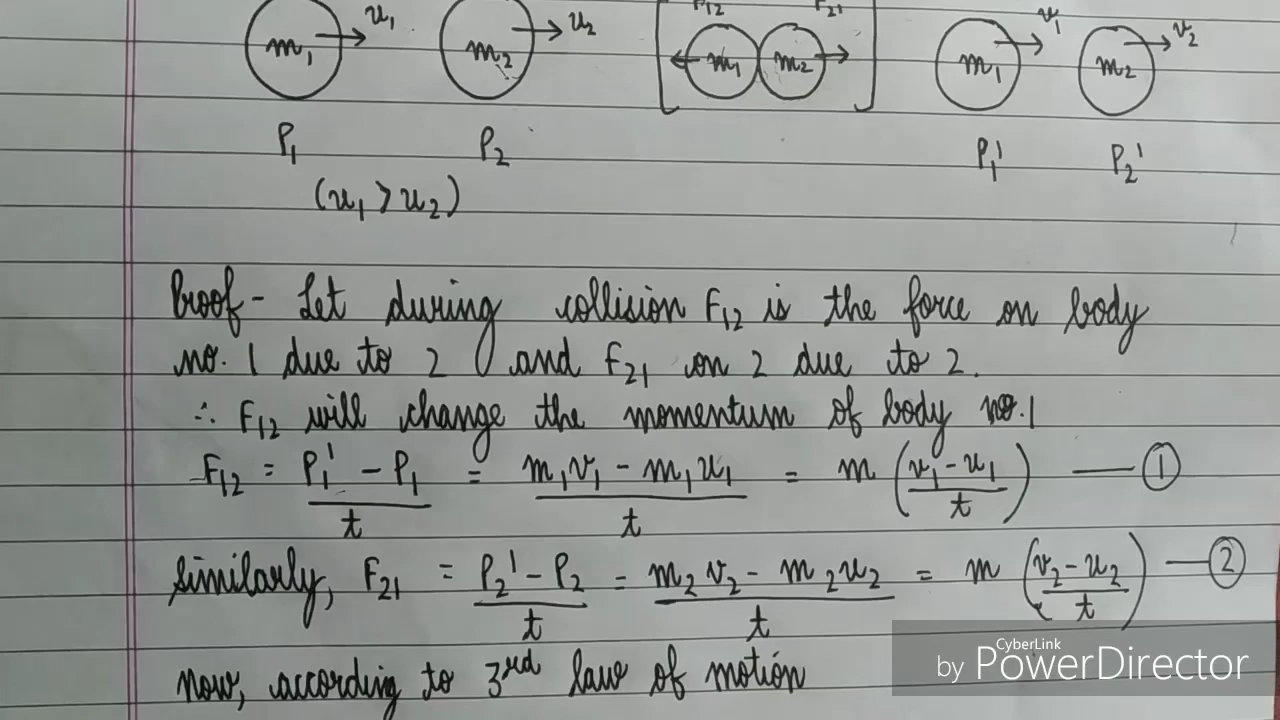 m₁ → u₁ m₂ → u₂ [F₁₂ m₁ m₂ F₂₁] m₁ → v₁ m₂ → v₂
P₁ P₂ P₁' P₂'
(u₁ > u₂)
Proof - Let during collision F₁₂ is the force on body
no. 1 due to 2 and F₂₁ on 2 due to 2.
∴ F₁₂ will change the momentum of body no. 1
F₁₂ = (P₁' - P₁)/t = (m₁v₁ - m₁u₁)/t = m ((v₁ - u₁)/t) — ①
Similarly, F₂₁ = (P₂' - P₂)/t = (m₂v₂ - m₂u₂)/t = m ((v₂ - u₂)/t) — ②
Now, according to 3rd law of motion
CyberLink
by PowerDirector